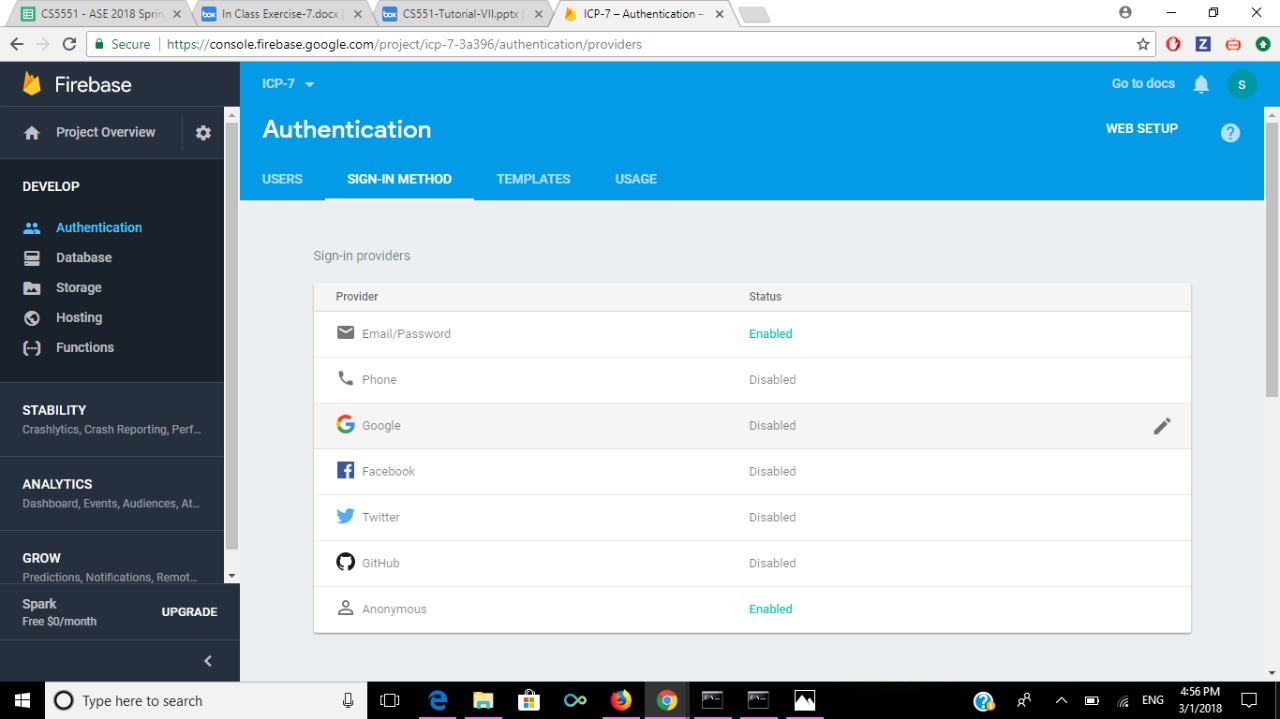 CS5551 - ASE 2018 Sprin
In Class Exercise-7.docx
CS551-Tutorial-VII.pptx
ICP-7 – Authentication –
Secure
https://console.firebase.google.com/project/icp-7-3a396/authentication/providers
Firebase
ICP-7
Go to docs
S
Project Overview
Authentication
WEB SETUP
?
USERS
SIGN-IN METHOD
TEMPLATES
USAGE
DEVELOP
Authentication
Database
Storage
Hosting
Functions
STABILITY
Crashlytics, Crash Reporting, Perf...
ANALYTICS
Dashboard, Events, Audiences, At...
GROW
Predictions, Notifications, Remot...
Spark
Free $0/month
UPGRADE
Sign-in providers
Provider Status
Email/Password Enabled
Phone Disabled
Google Disabled
Facebook Disabled
Twitter Disabled
GitHub Disabled
Anonymous Enabled
Type here to search
ENG
4:56 PM
3/1/2018